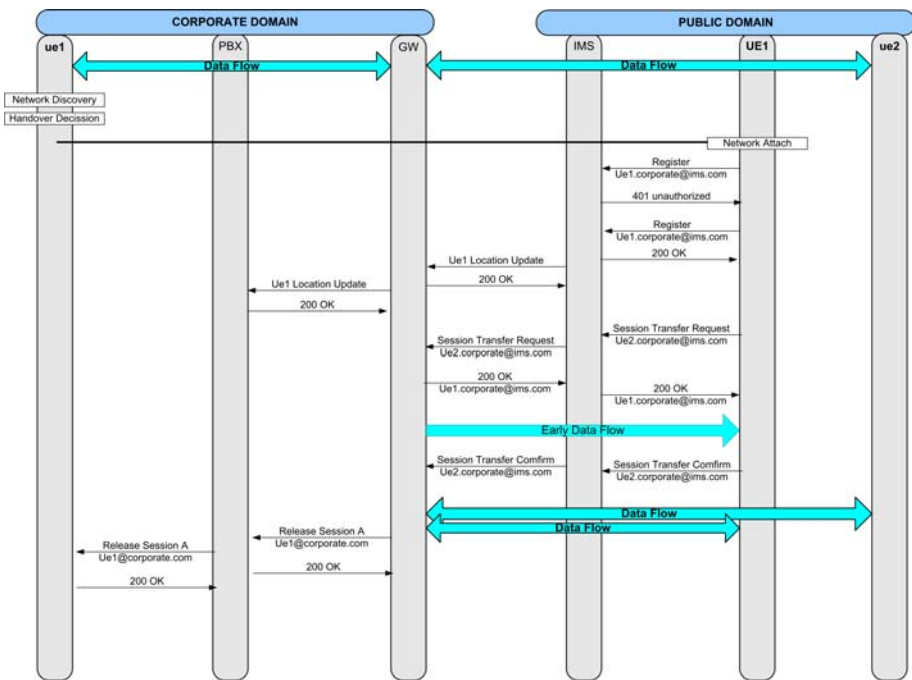 CORPORATE DOMAIN
PUBLIC DOMAIN
ue1
PBX
GW
IMS
UE1
ue2
Data Flow
Data Flow
Network Discovery
Handover Decission
Network Attach
Register
Ue1.corporate@ims.com
401 unauthorized
Register
Ue1.corporate@ims.com
200 OK
Ue1 Location Update
200 OK
Ue1 Location Update
200 OK
Session Transfer Request
Ue2.corporate@ims.com
Session Transfer Request
Ue2.corporate@ims.com
200 OK
Ue1.corporate@ims.com
200 OK
Ue1.corporate@ims.com
Early Data Flow
Session Transfer Comfirm
Ue2.corporate@ims.com
Session Transfer Comfirm
Ue2.corporate@ims.com
Data Flow
Data Flow
Release Session A
Ue1@corporate.com
Release Session A
Ue1@corporate.com
200 OK
200 OK